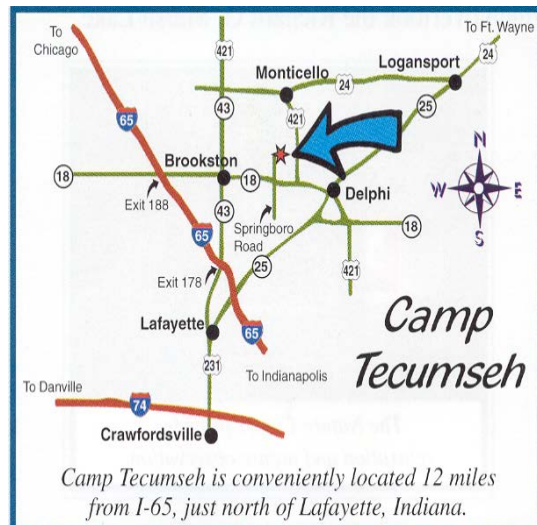 To
Chicago
421
To Ft. Wayne
24
Logansport
Monticello
24
43
421
25
65
18
Brookston
18
Delphi
Exit 188
43
Springboro
Road
18
65
25
421
Exit 178
N
W
E
S
Lafayette
65
231
To Indianapolis
Camp
Tecumseh
To Danville
74
Crawfordsville
Camp Tecumseh is conveniently located 12 miles
from I-65, just north of Lafayette, Indiana.